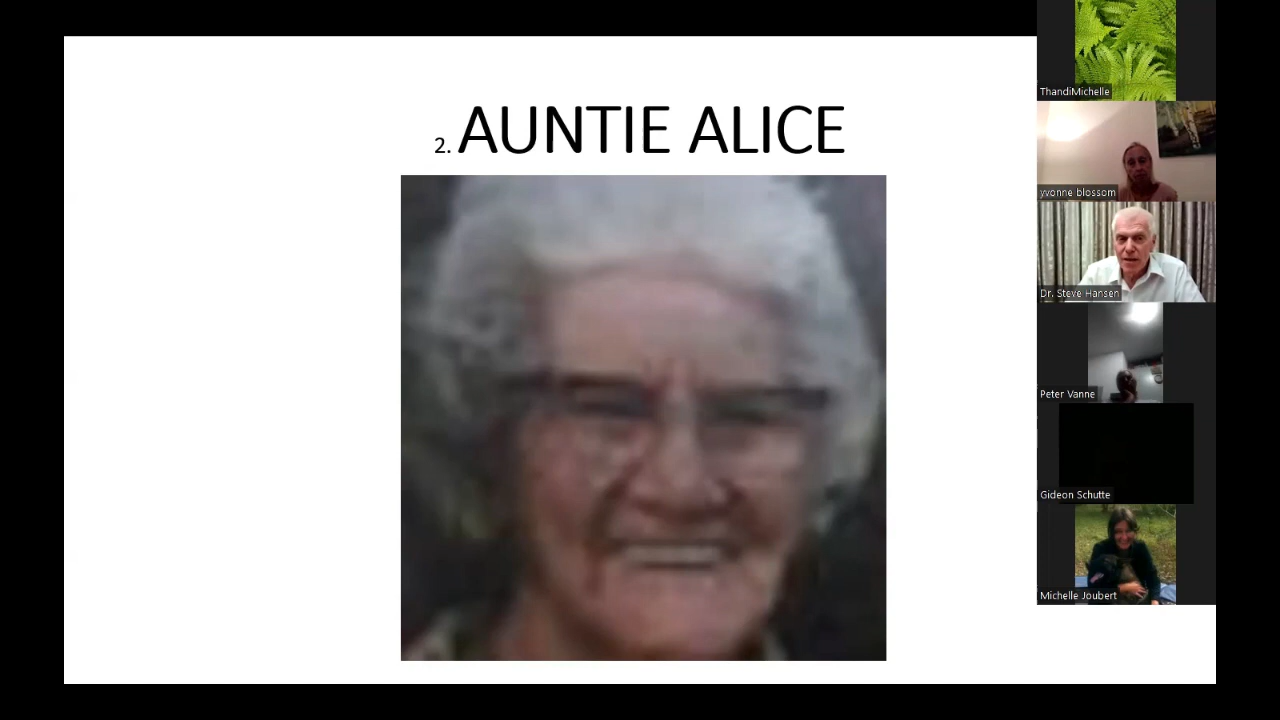 2. AUNTIE ALICE
ThandiMichelle
yvonne blossom
Dr. Steve Hansen
Peter Vanne
Gideon Schutte
Michelle Joubert